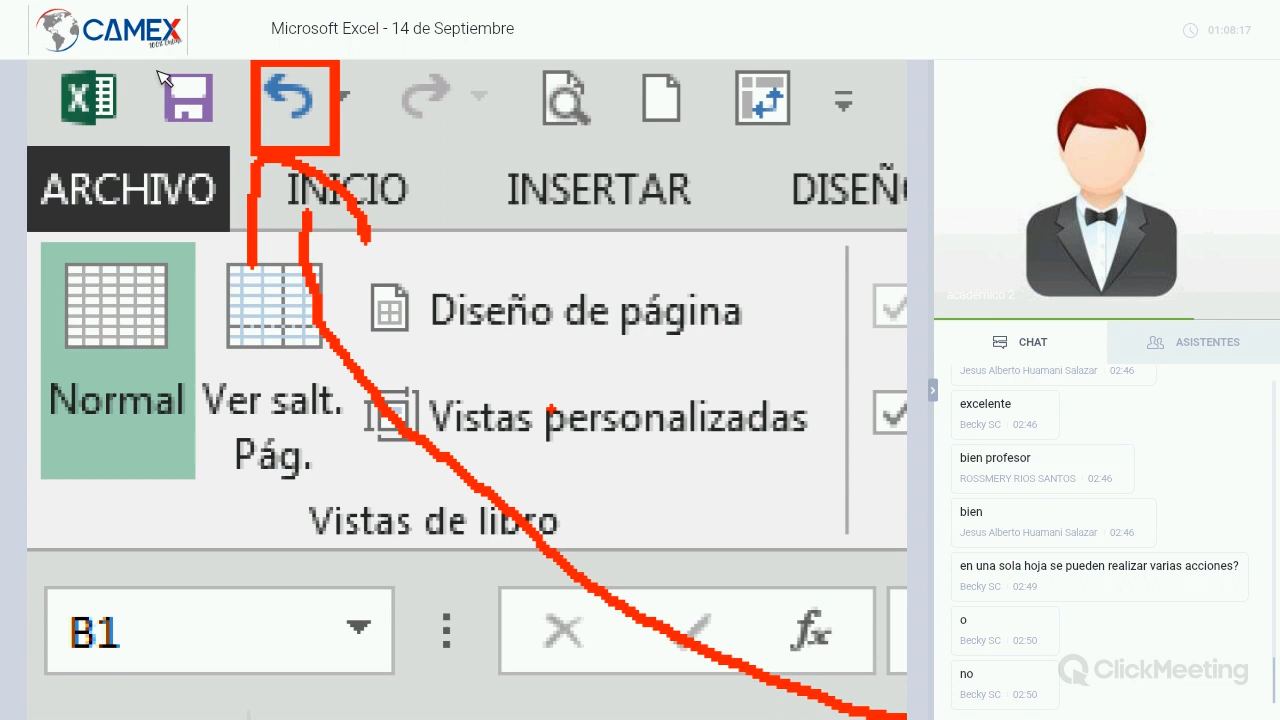 CAMEX
100% Online
Microsoft Excel - 14 de Septiembre
01:08:17
X
ARCHIVO
INICIO
INSERTAR
DISEÑ
Normal
Ver salt.
Pág.
Diseño de página
Vistas personalizadas
Vistas de libro
B1
fx
académico 2
CHAT
ASISTENTES
Jesus Alberto Huamani Salazar · 02:46
excelente
Becky SC · 02:46
bien profesor
ROSSMERY RIOS SANTOS · 02:46
bien
Jesus Alberto Huamani Salazar · 02:46
en una sola hoja se pueden realizar varias acciones?
Becky SC · 02:49
o
Becky SC · 02:50
no
Becky SC · 02:50
ClickMeeting